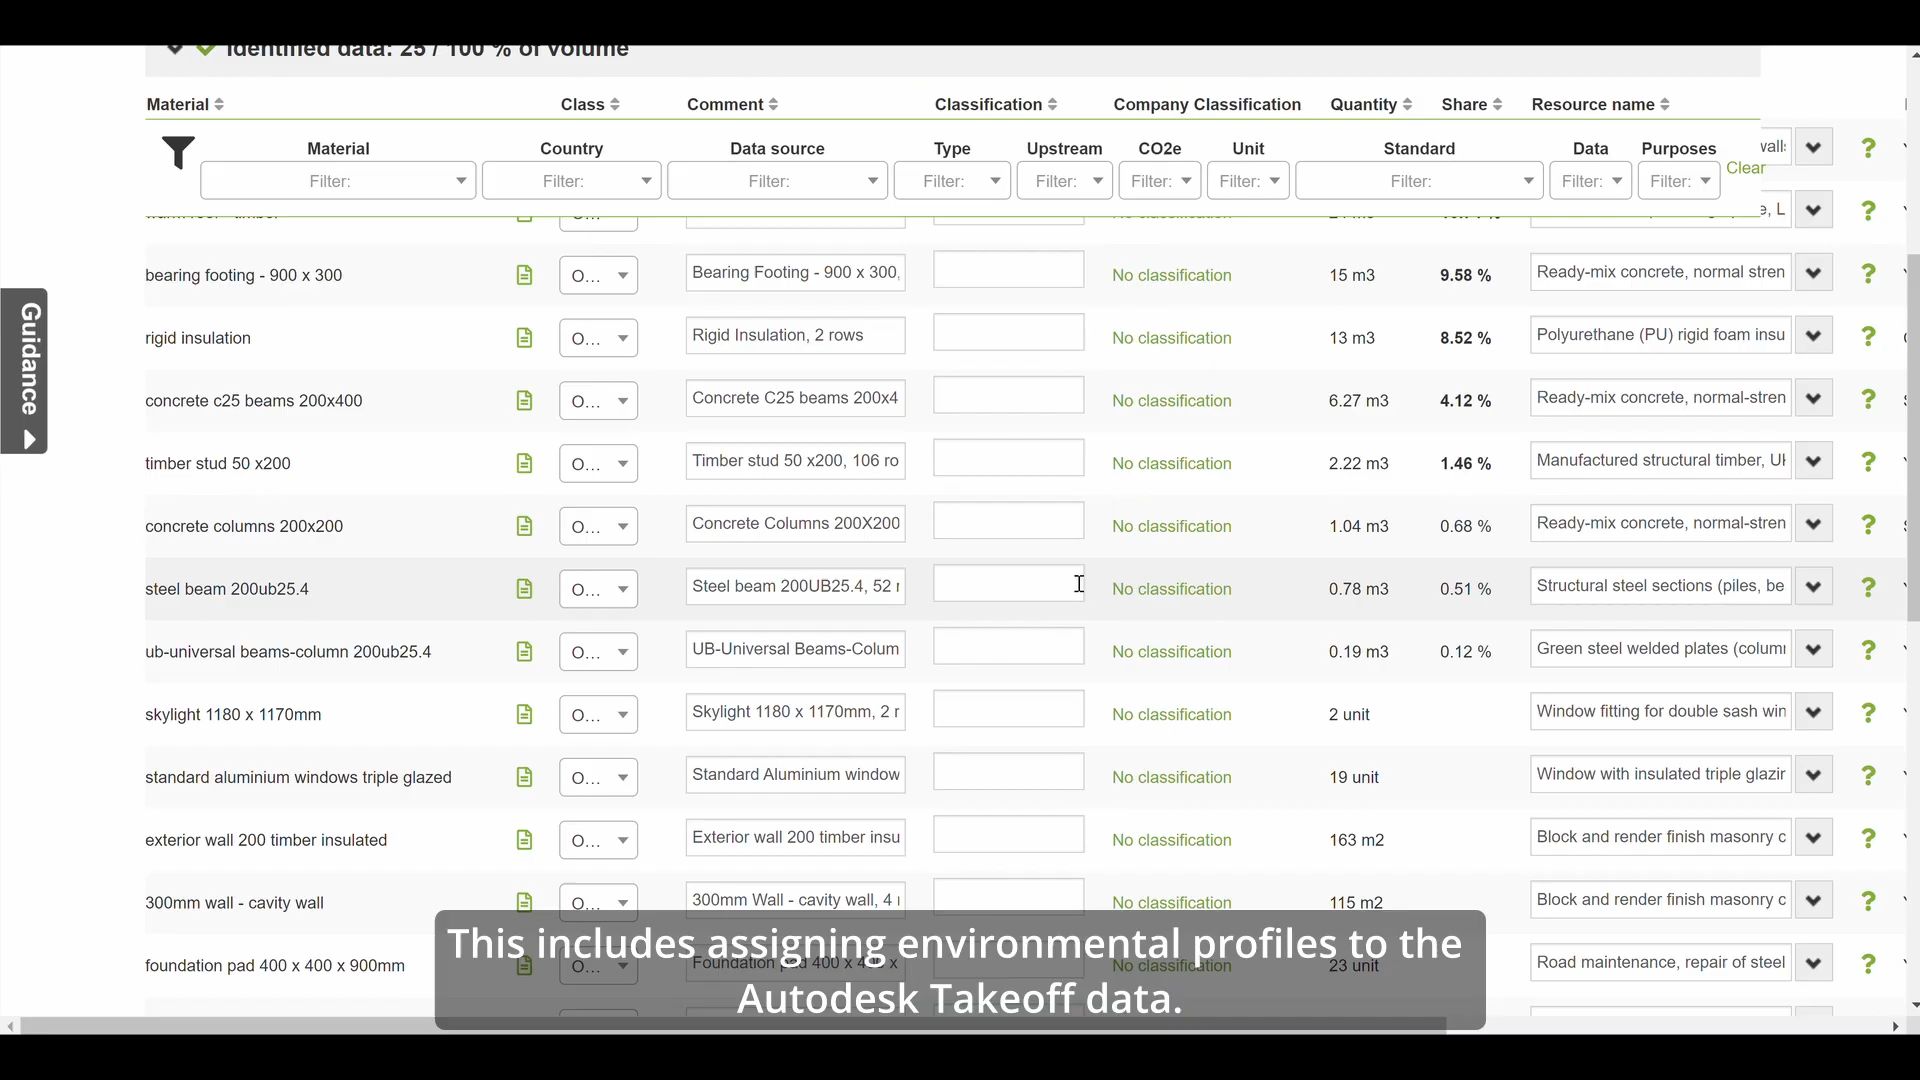 Identified data: 25 / 100 % of volume
Material Class Comment Classification Company Classification Quantity Share Resource name
Material Country Data source Type Upstream CO2e Unit Standard Data Purposes
Filter: Filter: Filter: Filter: Filter: Filter: Filter: Filter: Filter: Filter: Clear
?
e, L ?
bearing footing - 900 x 300 O... Bearing Footing - 900 x 300, No classification 15 m3 9.58 % Ready-mix concrete, normal stren ?
rigid insulation O... Rigid Insulation, 2 rows No classification 13 m3 8.52 % Polyurethane (PU) rigid foam insu ?
concrete c25 beams 200x400 O... Concrete C25 beams 200x4 No classification 6.27 m3 4.12 % Ready-mix concrete, normal-stren ?
timber stud 50 x200 O... Timber stud 50 x200, 106 ro No classification 2.22 m3 1.46 % Manufactured structural timber, ?
concrete columns 200x200 O... Concrete Columns 200X200 No classification 1.04 m3 0.68 % Ready-mix concrete, normal-stren ?
steel beam 200ub25.4 O... Steel beam 200UB25.4, 52 No classification 0.78 m3 0.51 % Structural steel sections (piles, be ?
ub-universal beams-column 200ub25.4 O... UB-Universal Beams-Colum No classification 0.19 m3 0.12 % Green steel welded plates (colum ?
skylight 1180 x 1170mm O... Skylight 1180 x 1170mm, 2 No classification 2 unit Window fitting for double sash win ?
standard aluminium windows triple glazed O... Standard Aluminium window No classification 19 unit Window with insulated triple glazin ?
exterior wall 200 timber insulated O... Exterior wall 200 timber insu No classification 163 m2 Block and render finish masonry c ?
300mm wall - cavity wall O... 300mm Wall - cavity wall, 4 No classification 115 m2 Block and render finish masonry c ?
foundation pad 400 x 400 x 900mm O... Foundation pad 400 x 400 x No classification 23 unit Road maintenance, repair of steel ?
Guidance
This includes assigning environmental profiles to the
Autodesk Takeoff data.